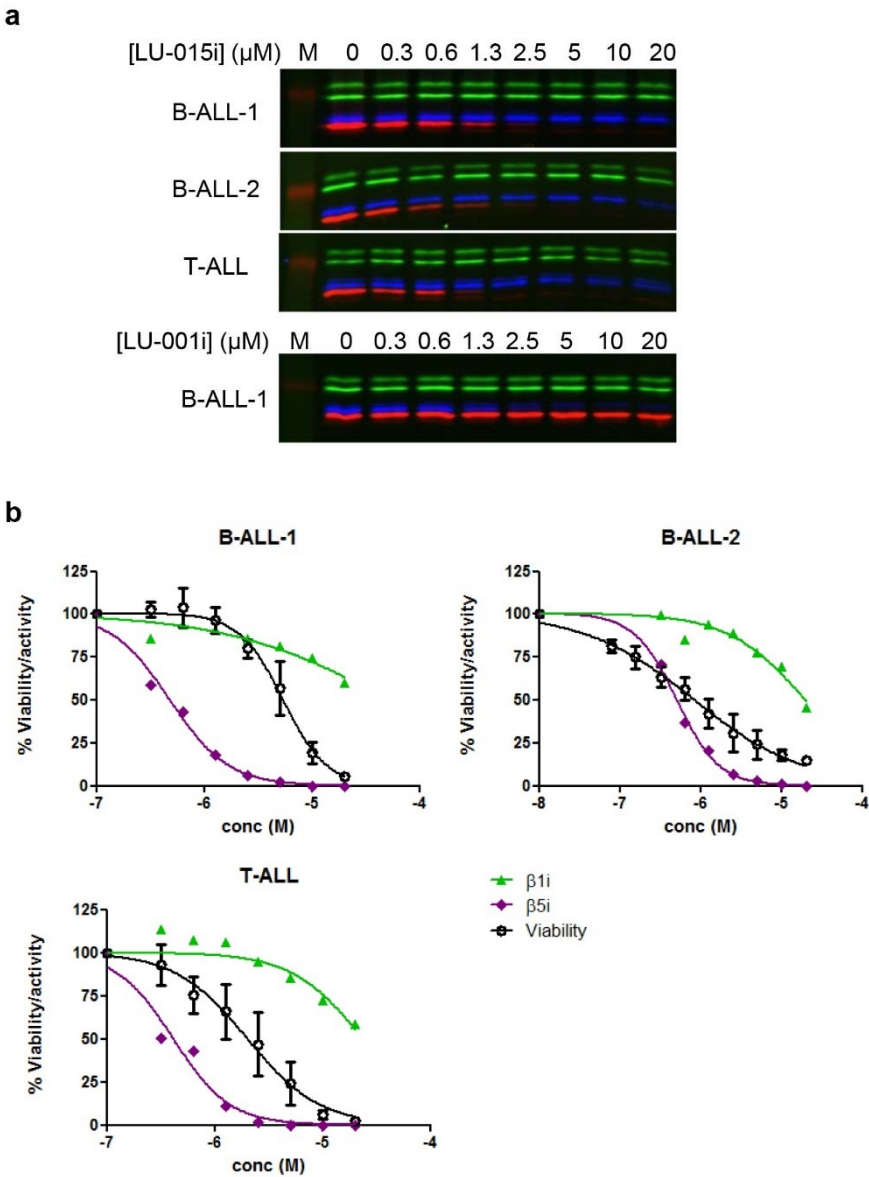 a
[LU-015i] (µM) M 0 0.3 0.6 1.3 2.5 5 10 20
B-ALL-1
B-ALL-2
T-ALL
[LU-001i] (µM) M 0 0.3 0.6 1.3 2.5 5 10 20
B-ALL-1
b
B-ALL-1
% Viability/activity
125
100
75
50
25
0
-7 -6 -5 -4
conc (M)
B-ALL-2
% Viability/activity
125
100
75
50
25
0
-8 -7 -6 -5 -4
conc (M)
T-ALL
% Viability/activity
125
100
75
50
25
0
-7 -6 -5 -4
conc (M)
β1i
β5i
Viability